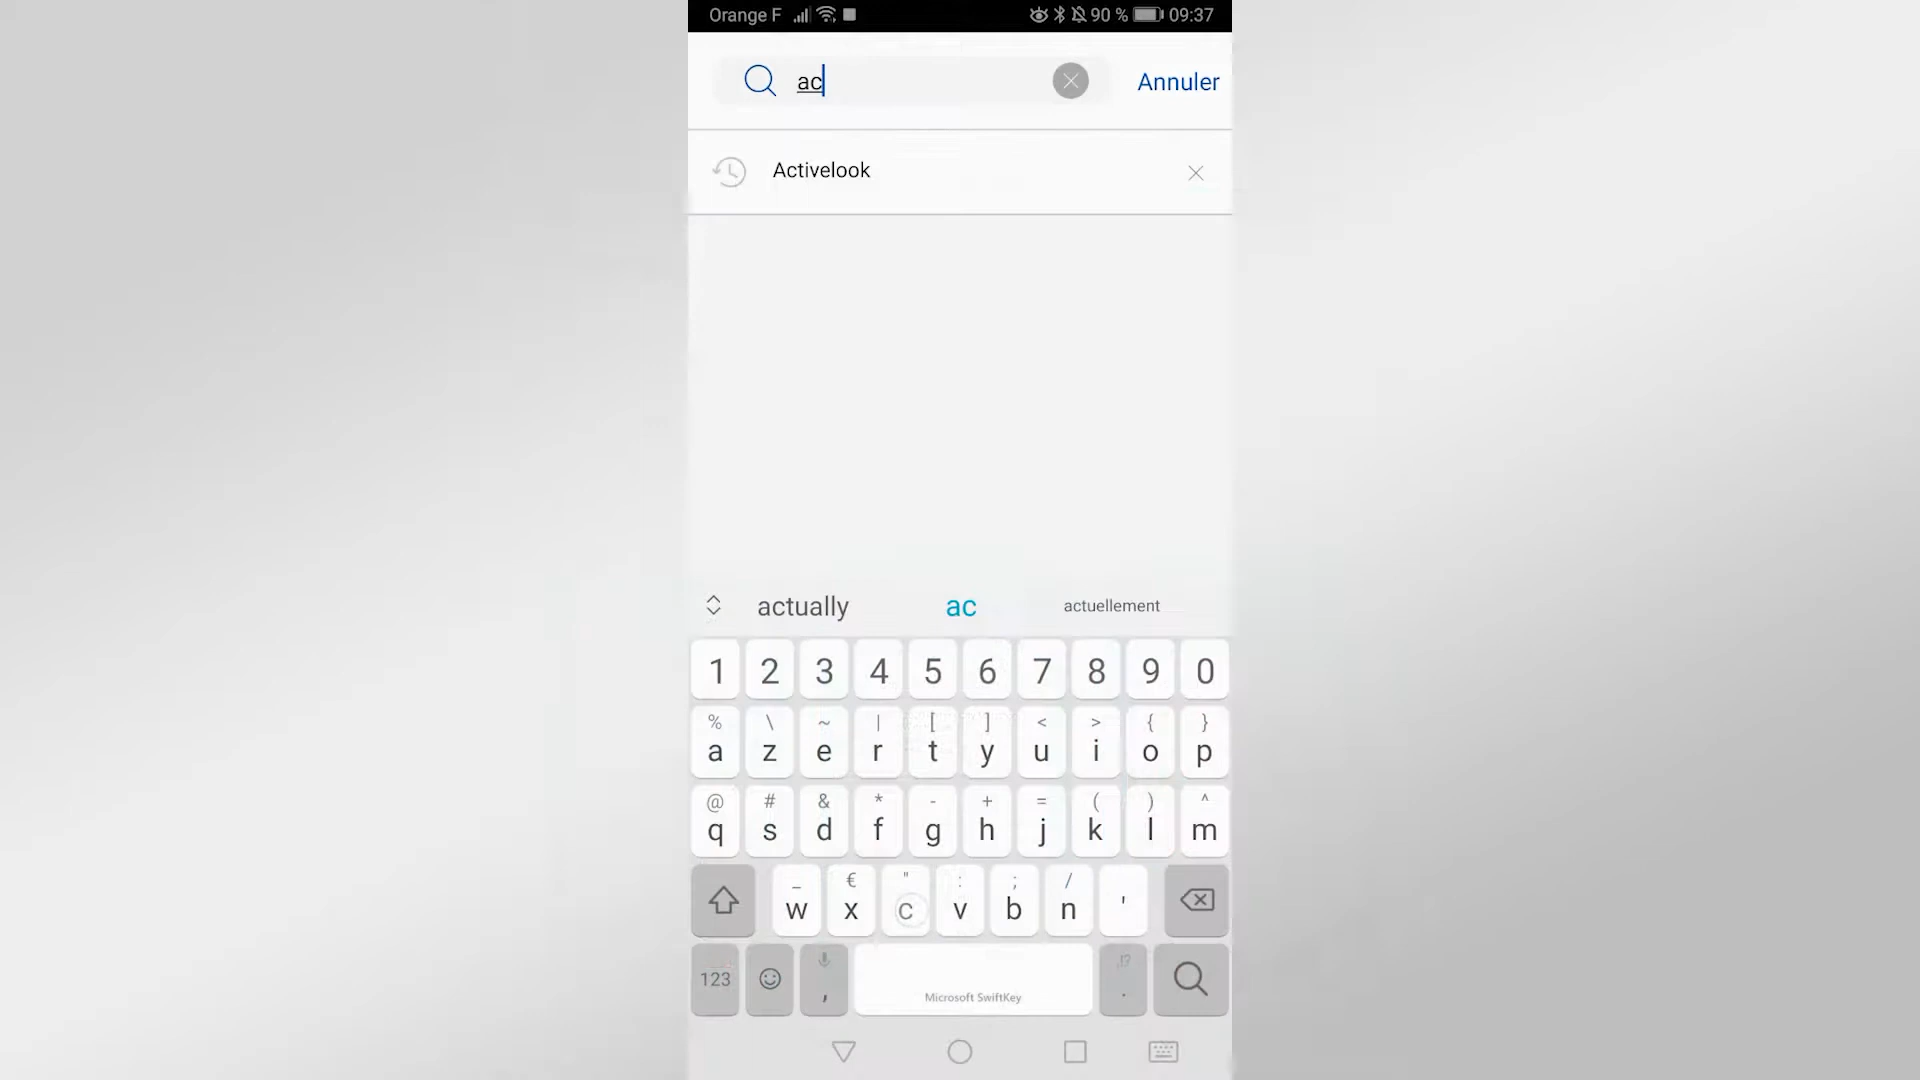 Orange F 90 % 09:37
ac Annuler
Activelook
actually ac actuellement
1 2 3 4 5 6 7 8 9 0
% \ ~ | [ ] < > { }
a z e r t y u i o p
@ # & * - + = ( ) ^
q s d f g h j k l m
_ € " : ; /
w x c v b n '
,!?
123 , .
Microsoft SwiftKey